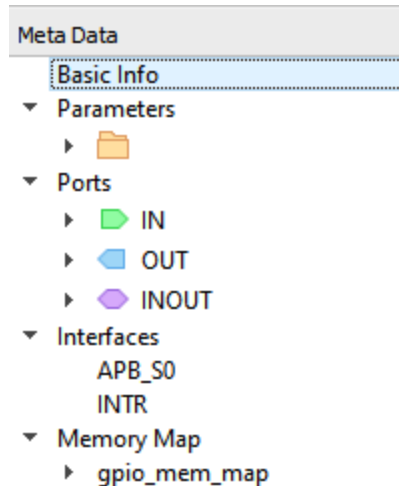 Meta Data
Basic Info
Parameters
Ports
IN
OUT
INOUT
Interfaces
APB_S0
INTR
Memory Map
gpio_mem_map